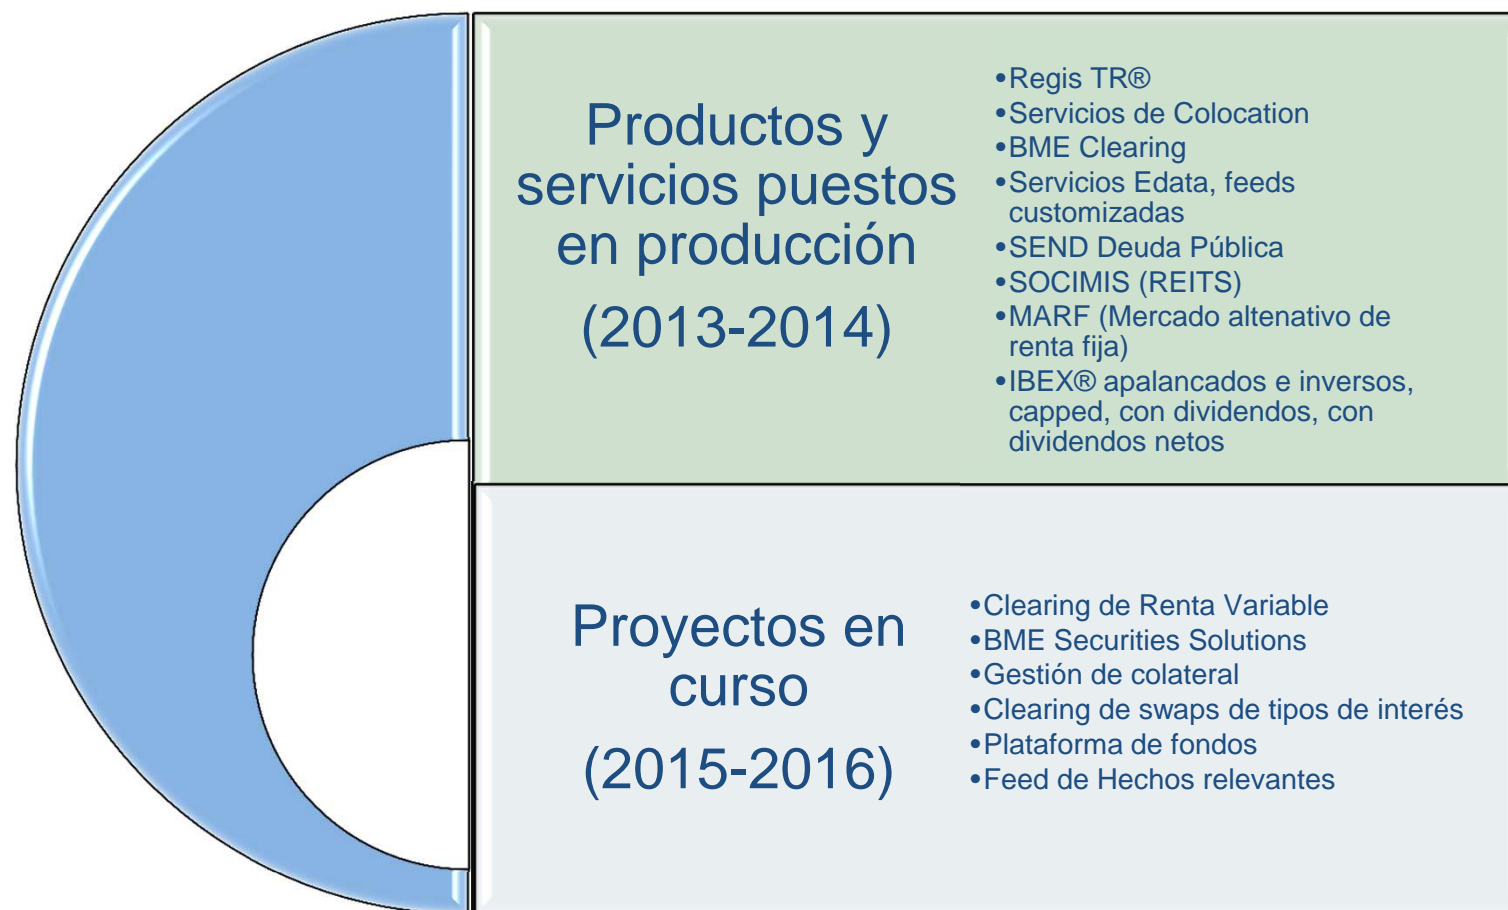 Productos y
servicios puestos
en producción
(2013-2014)
•Regis TR®
•Servicios de Colocation
•BME Clearing
•Servicios Edata, feeds
customizadas
•SEND Deuda Pública
•SOCIMIS (REITS)
•MARF (Mercado altenativo de
renta fija)
•IBEX® apalancados e inversos,
capped, con dividendos, con
dividendos netos
Proyectos en
curso
(2015-2016)
•Clearing de Renta Variable
•BME Securities Solutions
•Gestión de colateral
•Clearing de swaps de tipos de interés
•Plataforma de fondos
•Feed de Hechos relevantes